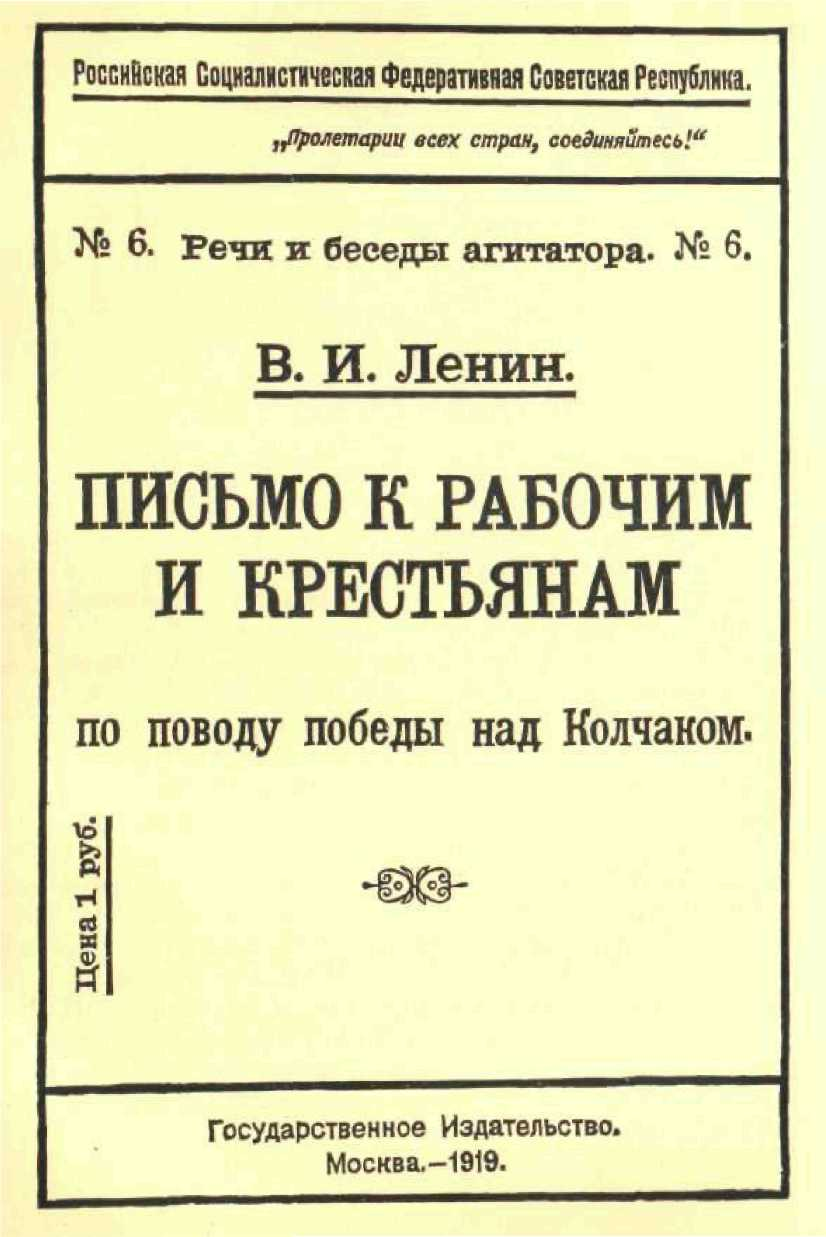 Российская Социалистическая Федеративная Советская Республика.
„Пролетарии всех стран, соединяйтесь!“
№ 6. Речи и беседы агитатора. № 6.
В. И. Ленин.
ПИСЬМО К РАБОЧИМ
И КРЕСТЬЯНАМ
по поводу победы над Колчаком.
Цена 1 руб.
Государственное Издательство.
Москва.—1919.